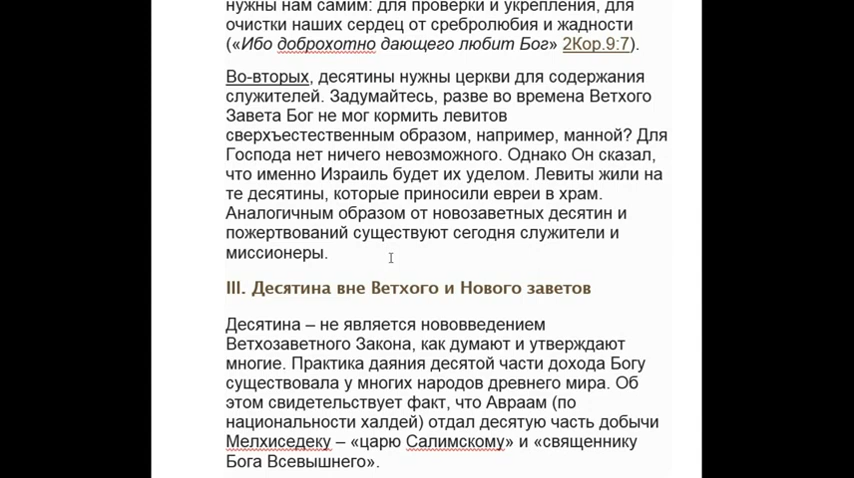 нужны нам самим: для проверки и укрепления, для
очистки наших сердец от сребролюбия и жадности
(«Ибо доброхотно дающего любит Бог» 2Кор.9:7).
Во-вторых, десятины нужны церкви для содержания
служителей. Задумайтесь, разве во времена Ветхого
Завета Бог не мог кормить левитов
сверхъестественным образом, например, манной? Для
Господа нет ничего невозможного. Однако Он сказал,
что именно Израиль будет их уделом. Левиты жили на
те десятины, которые приносили евреи в храм.
Аналогичным образом от новозаветных десятин и
пожертвований существуют сегодня служители и
миссионеры.
III. Десятина вне Ветхого и Нового заветов
Десятина – не является нововведением
Ветхозаветного Закона, как думают и утверждают
многие. Практика даяния десятой части дохода Богу
существовала у многих народов древнего мира. Об
этом свидетельствует факт, что Авраам (по
национальности халдей) отдал десятую часть добычи
Мелхиседеку – «царю Салимскому» и «священнику
Бога Всевышнего».